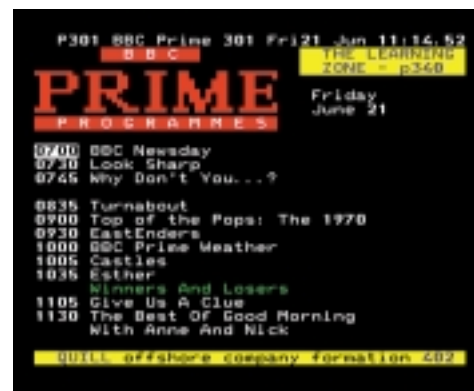 P301 BBC Prime 301 Fri21 Jun 11:14.52
BBC
THE LEARNING
ZONE - p360
PRIME
Friday
June 21
PROGRAMMES
0700 BBC Newsday
0730 Look Sharp
0745 Why Don't You...?
0835 Turnabout
0900 Top of the Pops: The 1970
0930 EastEnders
1000 BBC Prime Weather
1005 Castles
1035 Esther
Winners And Losers
1105 Give Us A Clue
1130 The Best Of Good Morning
With Anne And Nick
QUILL offshore company formation 402